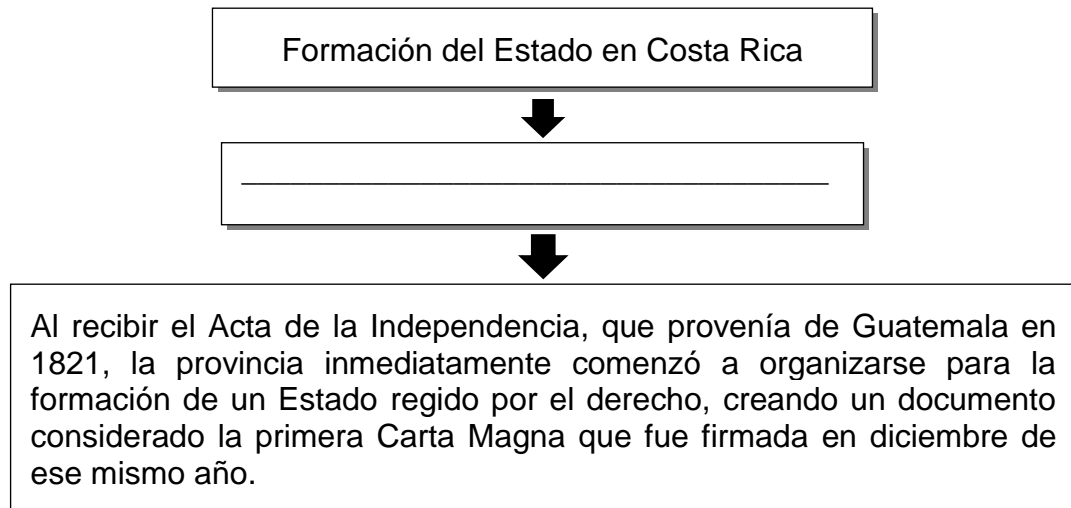 Formación del Estado en Costa Rica
____________________________________
Al recibir el Acta de la Independencia, que provenía de Guatemala en
1821, la provincia inmediatamente comenzó a organizarse para la
formación de un Estado regido por el derecho, creando un documento
considerado la primera Carta Magna que fue firmada en diciembre de
ese mismo año.